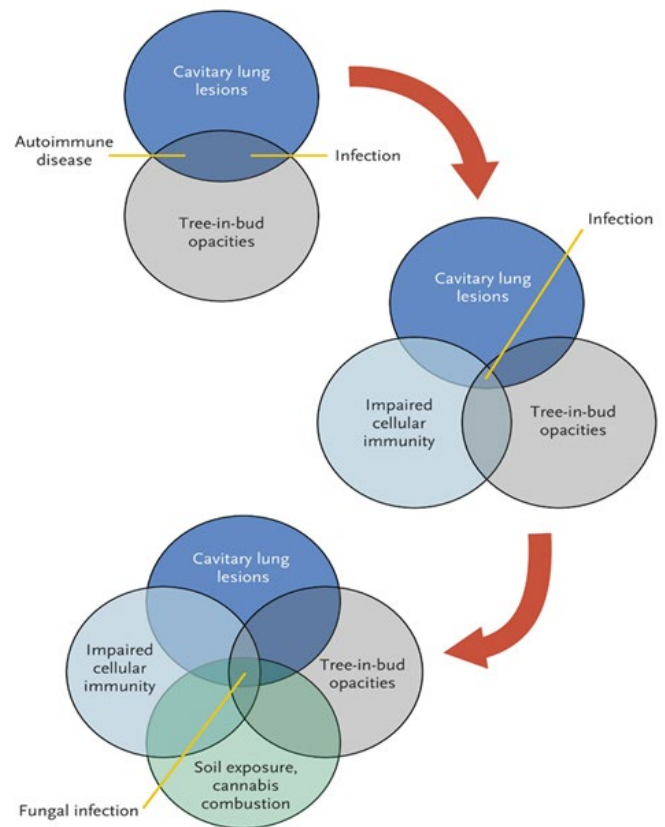 Cavitary lung
lesions
Autoimmune
disease
Infection
Tree-in-bud
opacities
Infection
Cavitary lung
lesions
Impaired
cellular
immunity
Tree-in-bud
opacities
Cavitary lung
lesions
Impaired
cellular
immunity
Tree-in-bud
opacities
Soil exposure,
cannabis
combustion
Fungal infection